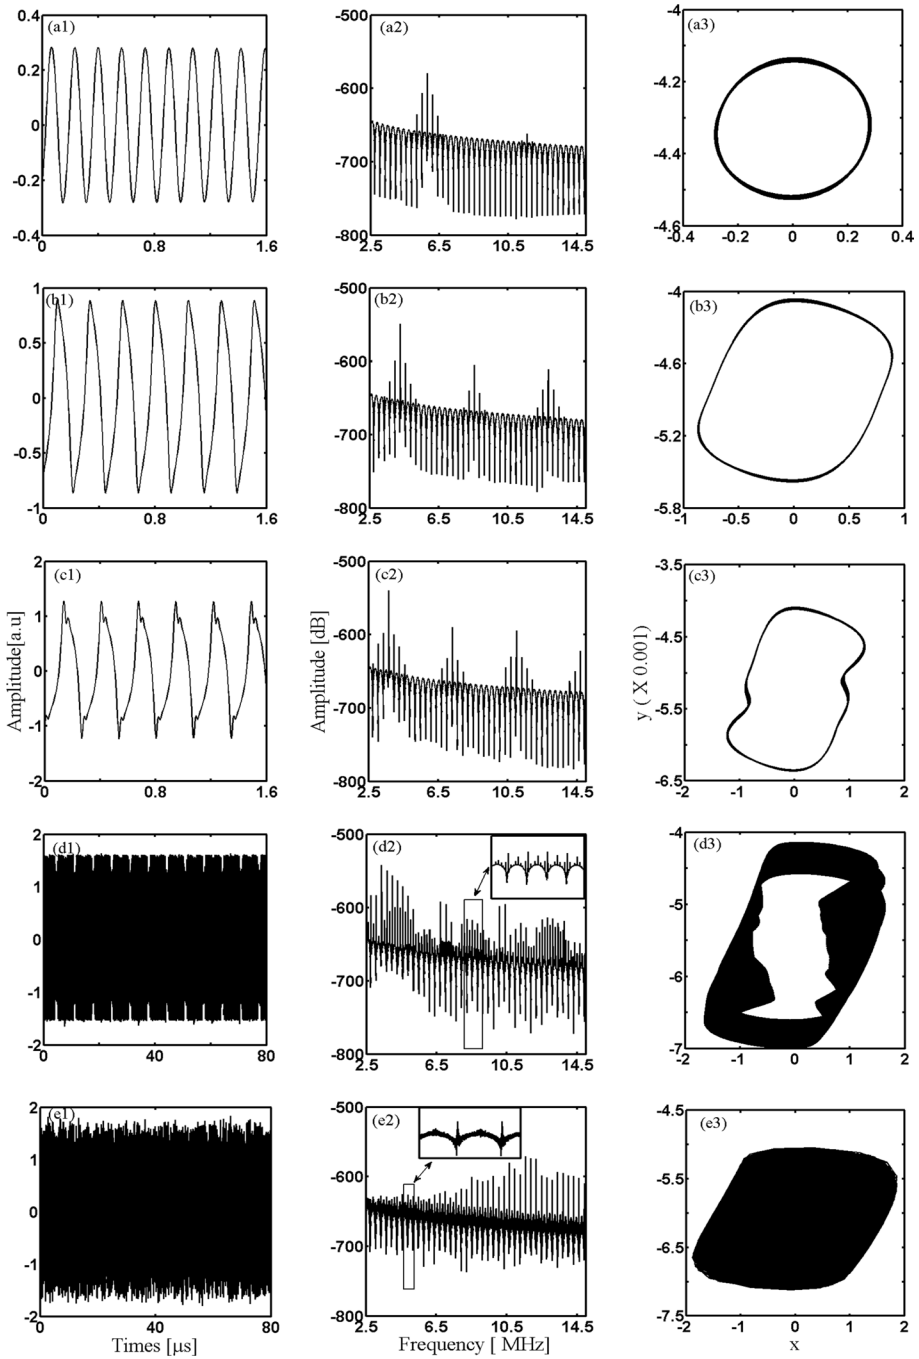 0.4 -500 -4
(a1) (a2) (a3)
0.2 -600 -4.2
0 -700 -4.4
-0.2
-0.4 -800 -4.6
0 0.8 1.6 2.5 6.5 10.5 14.5 -0.4 -0.2 0 0.2 0.4
1 -500 -4
(b1) (b2) (b3)
0.5 -600 -4.6
0 -700 -5.2
-0.5
-1 -800 -5.8
0 0.8 1.6 2.5 6.5 10.5 14.5 -1 -0.5 0 0.5 1
2 -500 -3.5
(c1) (c2) (c3)
1 -600 -4.5
0 -700 -5.5
-1
-2 -800 -6.5
Amplitude[a.u] Amplitude [dB] y ( X 0.001)
0 0.8 1.6 2.5 6.5 10.5 14.5 -2 -1 0 1 2
2 -500 -4
(d1) (d2) (d3)
1 -600 -5
0 -700 -6
-1
-2 -800 -7
0 40 80 2.5 6.5 10.5 14.5 -2 -1 0 1 2
2 -500 -4.5
(e1) (e2) (e3)
1 -600 -5.5
0 -700 -6.5
-1
-2 -800 -7.5
0 40 80 2.5 6.5 10.5 14.5 -2 -1 0 1 2
Times [μs] Frequency [ MHz] x